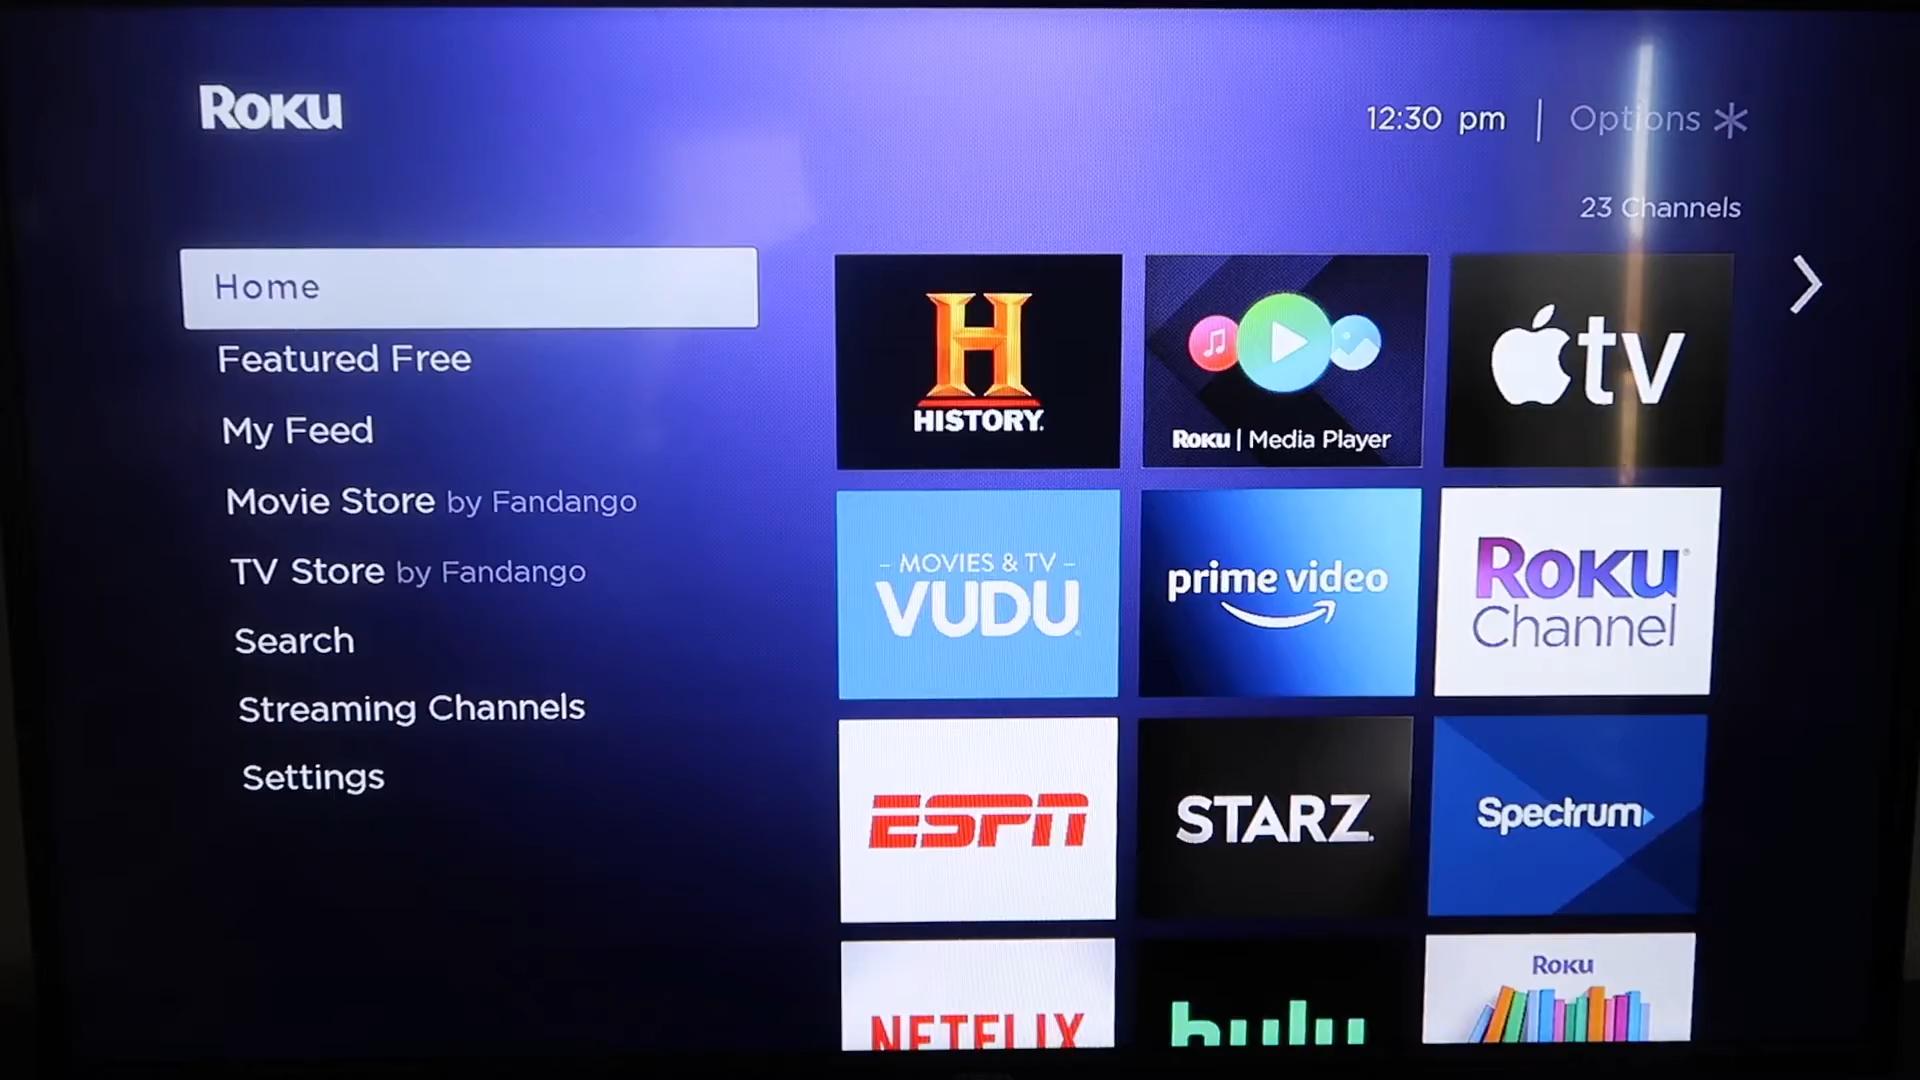 ROKU
12:30 pm | Options *
23 Channels
Home
Featured Free
My Feed
Movie Store by Fandango
TV Store by Fandango
Search
Streaming Channels
Settings
H
HISTORY.
ROKU | Media Player
tv
- MOVIES & TV -
VUDU
prime video
ROKU
Channel
ESPN
STARZ
Spectrum
NETFLIX
hulu
ROKU